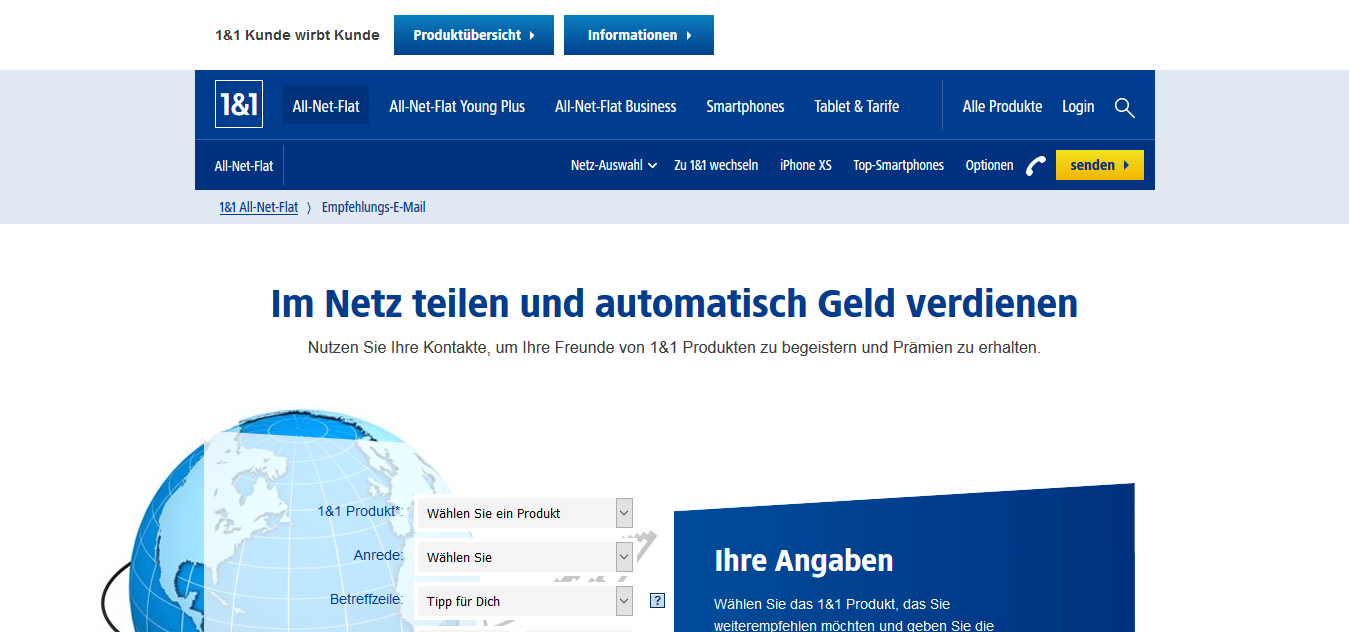 1&1 Kunde wirbt Kunde Produktübersicht Informationen
1&1 All-Net-Flat All-Net-Flat Young Plus All-Net-Flat Business Smartphones Tablet & Tarife Alle Produkte Login
All-Net-Flat Netz-Auswahl Zu 1&1 wechseln iPhone XS Top-Smartphones Optionen senden
1&1 All-Net-Flat 〉 Empfehlungs-E-Mail
Im Netz teilen und automatisch Geld verdienen
Nutzen Sie Ihre Kontakte, um Ihre Freunde von 1&1 Produkten zu begeistern und Prämien zu erhalten.
1&1 Produkt*: Wählen Sie ein Produkt
Anrede: Wählen Sie
Betreffzeile: Tipp für Dich ?
Ihre Angaben
Wählen Sie das 1&1 Produkt, das Sie
weiterempfehlen möchten und geben Sie die